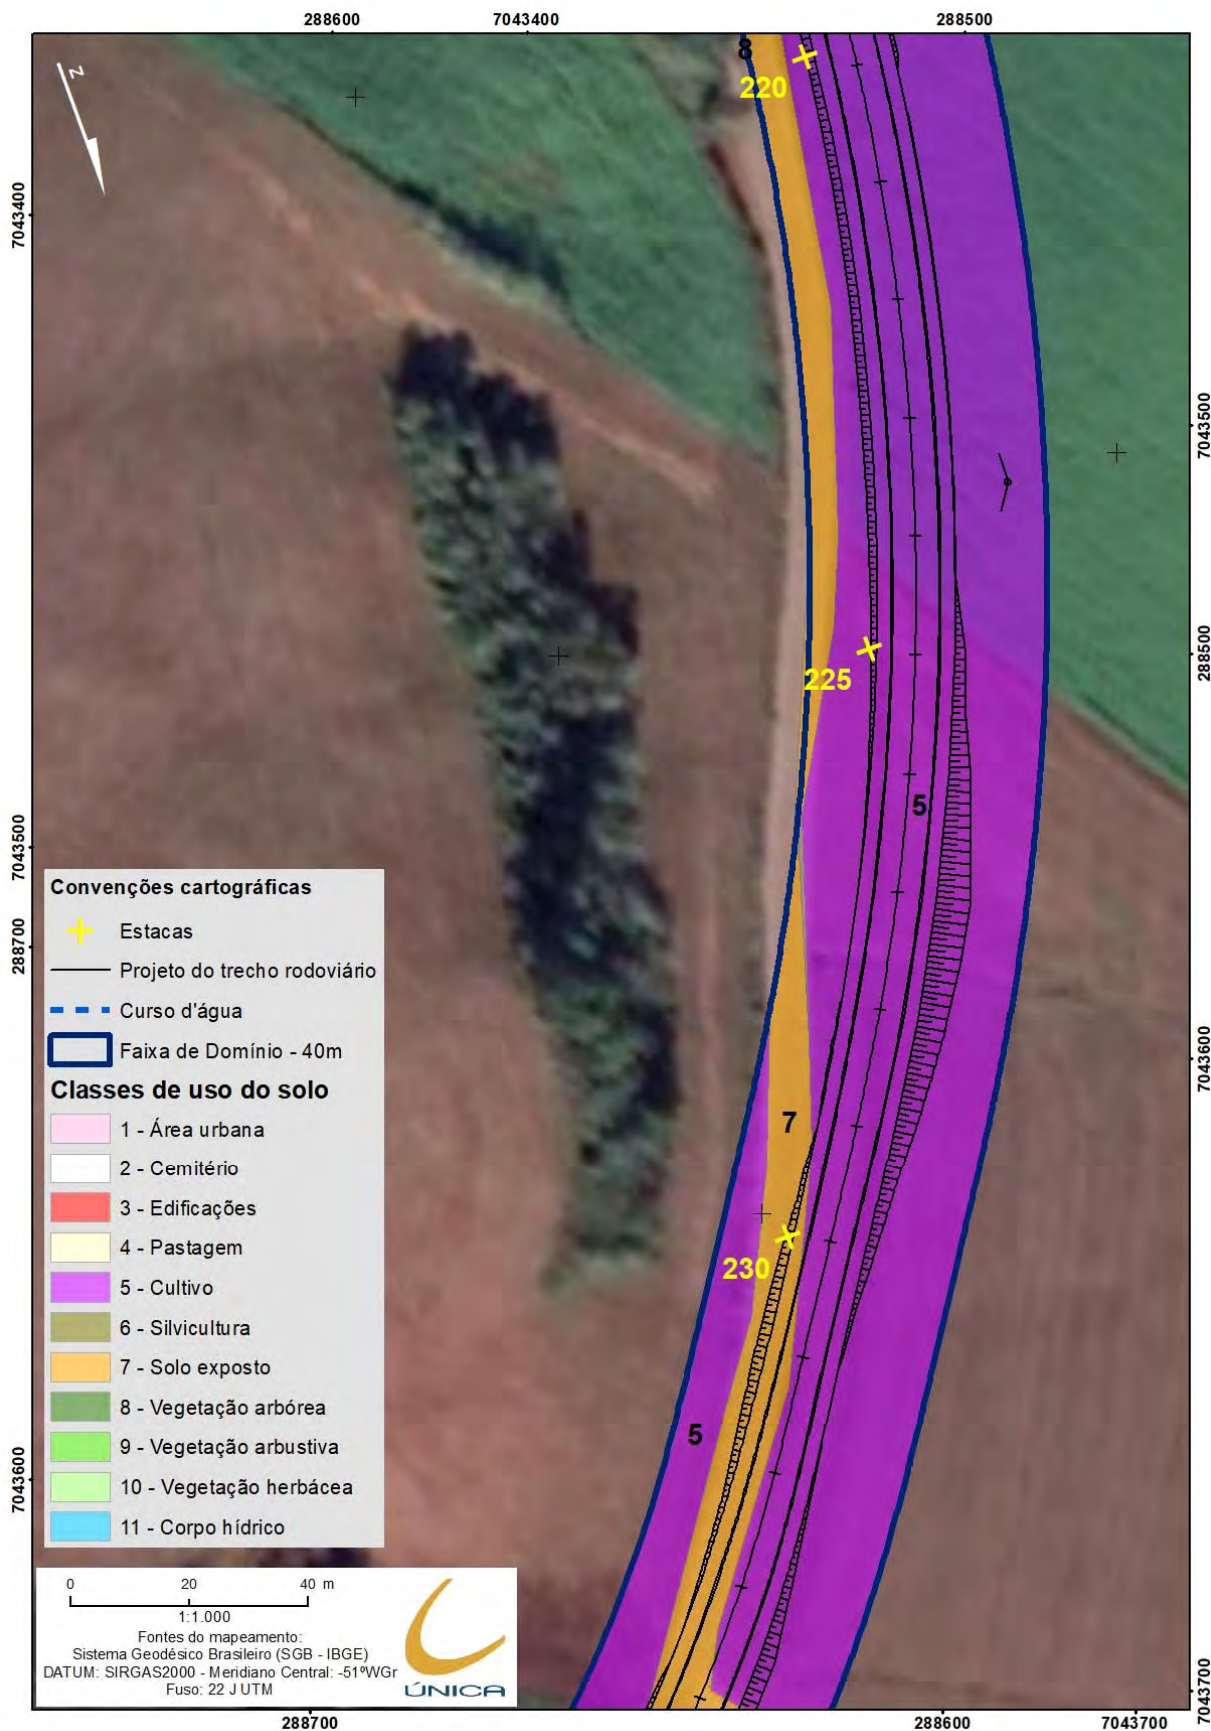 288600
7043400
288500
8
220
N
7043400
7043500
225
288500
5
7043500
288700
Convenções cartográficas
Estacas
Projeto do trecho rodoviário
Curso d'água
Faixa de Domínio - 40m
Classes de uso do solo
1 - Área urbana
2 - Cemitério
3 - Edificações
4 - Pastagem
5 - Cultivo
6 - Silvicultura
7 - Solo exposto
8 - Vegetação arbórea
9 - Vegetação arbustiva
10 - Vegetação herbácea
11 - Corpo hídrico
7043600
7
230
5
7043600
0 20 40 m
1:1.000
Fontes do mapeamento:
Sistema Geodésico Brasileiro (SGB - IBGE)
DATUM: SIRGAS2000 - Meridiano Central: -51ºWGr
Fuso: 22 J UTM
ÚNICA
7043700
288700
288600
7043700